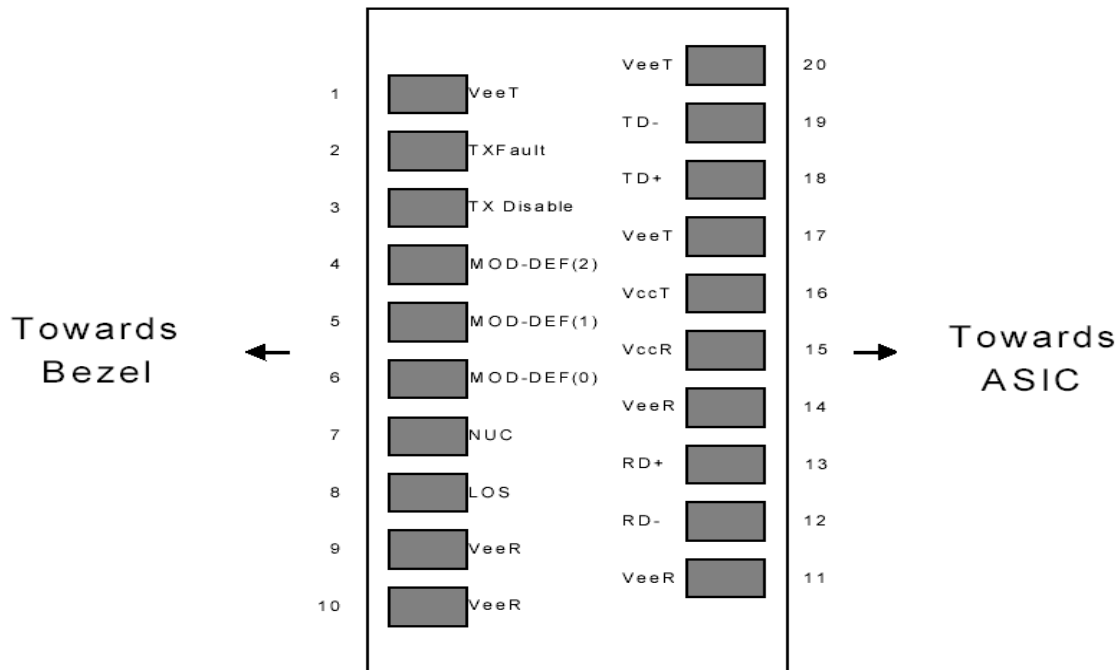 1 VeeT
2 TXFault
3 TX Disable
4 MOD-DEF(2)
5 MOD-DEF(1)
6 MOD-DEF(0)
7 NUC
8 LOS
9 VeeR
10 VeeR
VeeT 20
TD- 19
TD+ 18
VeeT 17
VccT 16
VccR 15
VeeR 14
RD+ 13
RD- 12
VeeR 11
Towards
Bezel
Towards
ASIC